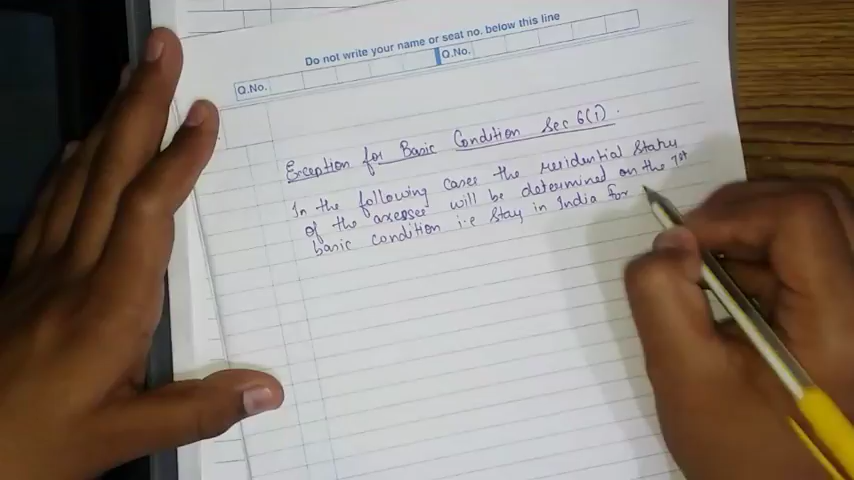 Do not write your name or seat no. below this line
Q.No. Q.No.
Exception for Basic Condition Sec 6(1).
In the following cases the residential Status
of the assessee will be determined on the 1st
basic condition i.e Stay in India for